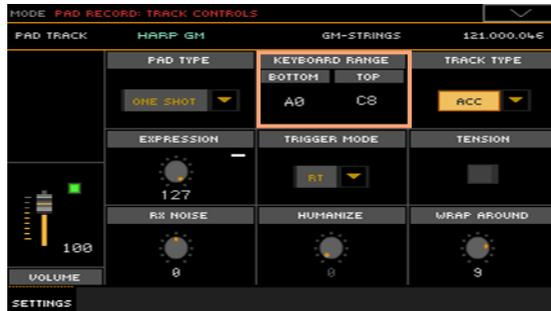 MODE PAD RECORD: TRACK CONTROLS
PAD TRACK HARP GM GM-STRINGS 121.000.046
PAD TYPE KEYBOARD RANGE TRACK TYPE
BOTTOM TOP
ONE SHOT A0 C8 ACC
EXPRESSION TRIGGER MODE TENSION
127 RT
RX NOISE HUMANIZE WRAP AROUND
100
0 0 9
VOLUME
SETTINGS